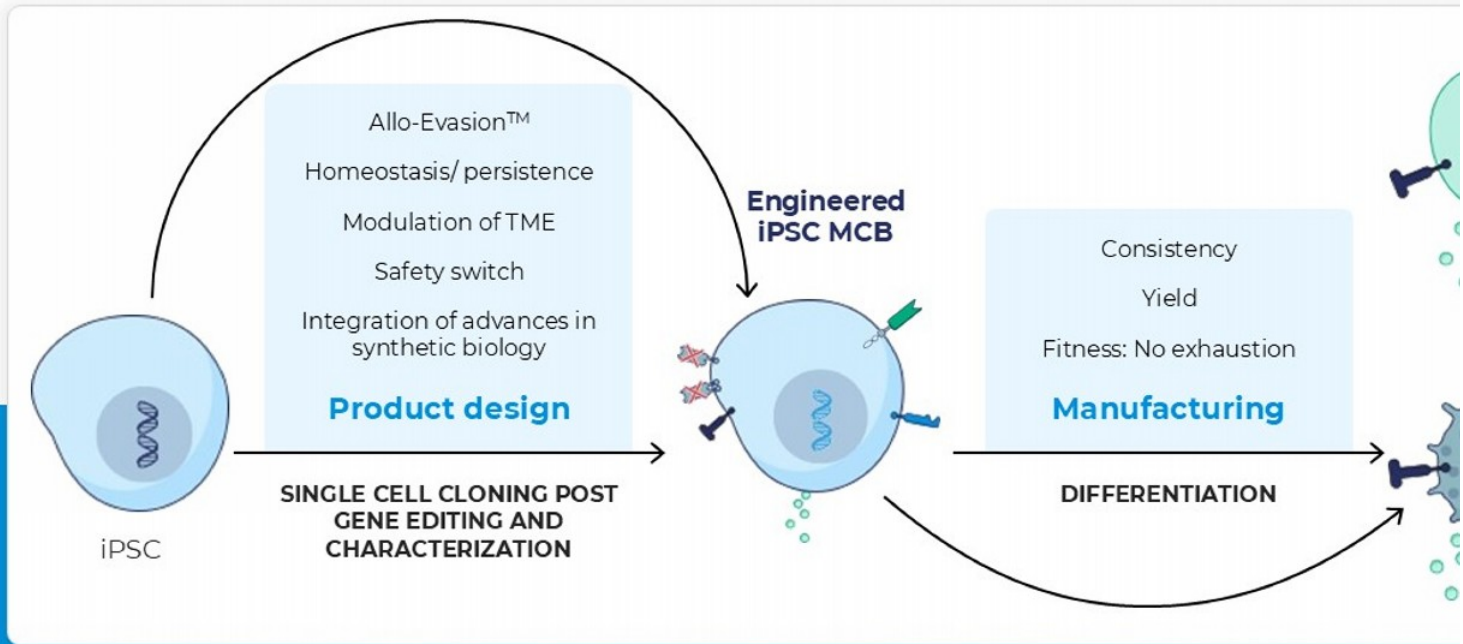 Allo-Evasion™
Homeostasis/ persistence
Modulation of TME
Safety switch
Integration of advances in
synthetic biology
Product design
SINGLE CELL CLONING POST
GENE EDITING AND
CHARACTERIZATION
iPSC
Engineered
iPSC MCB
Consistency
Yield
Fitness: No exhaustion
Manufacturing
DIFFERENTIATION